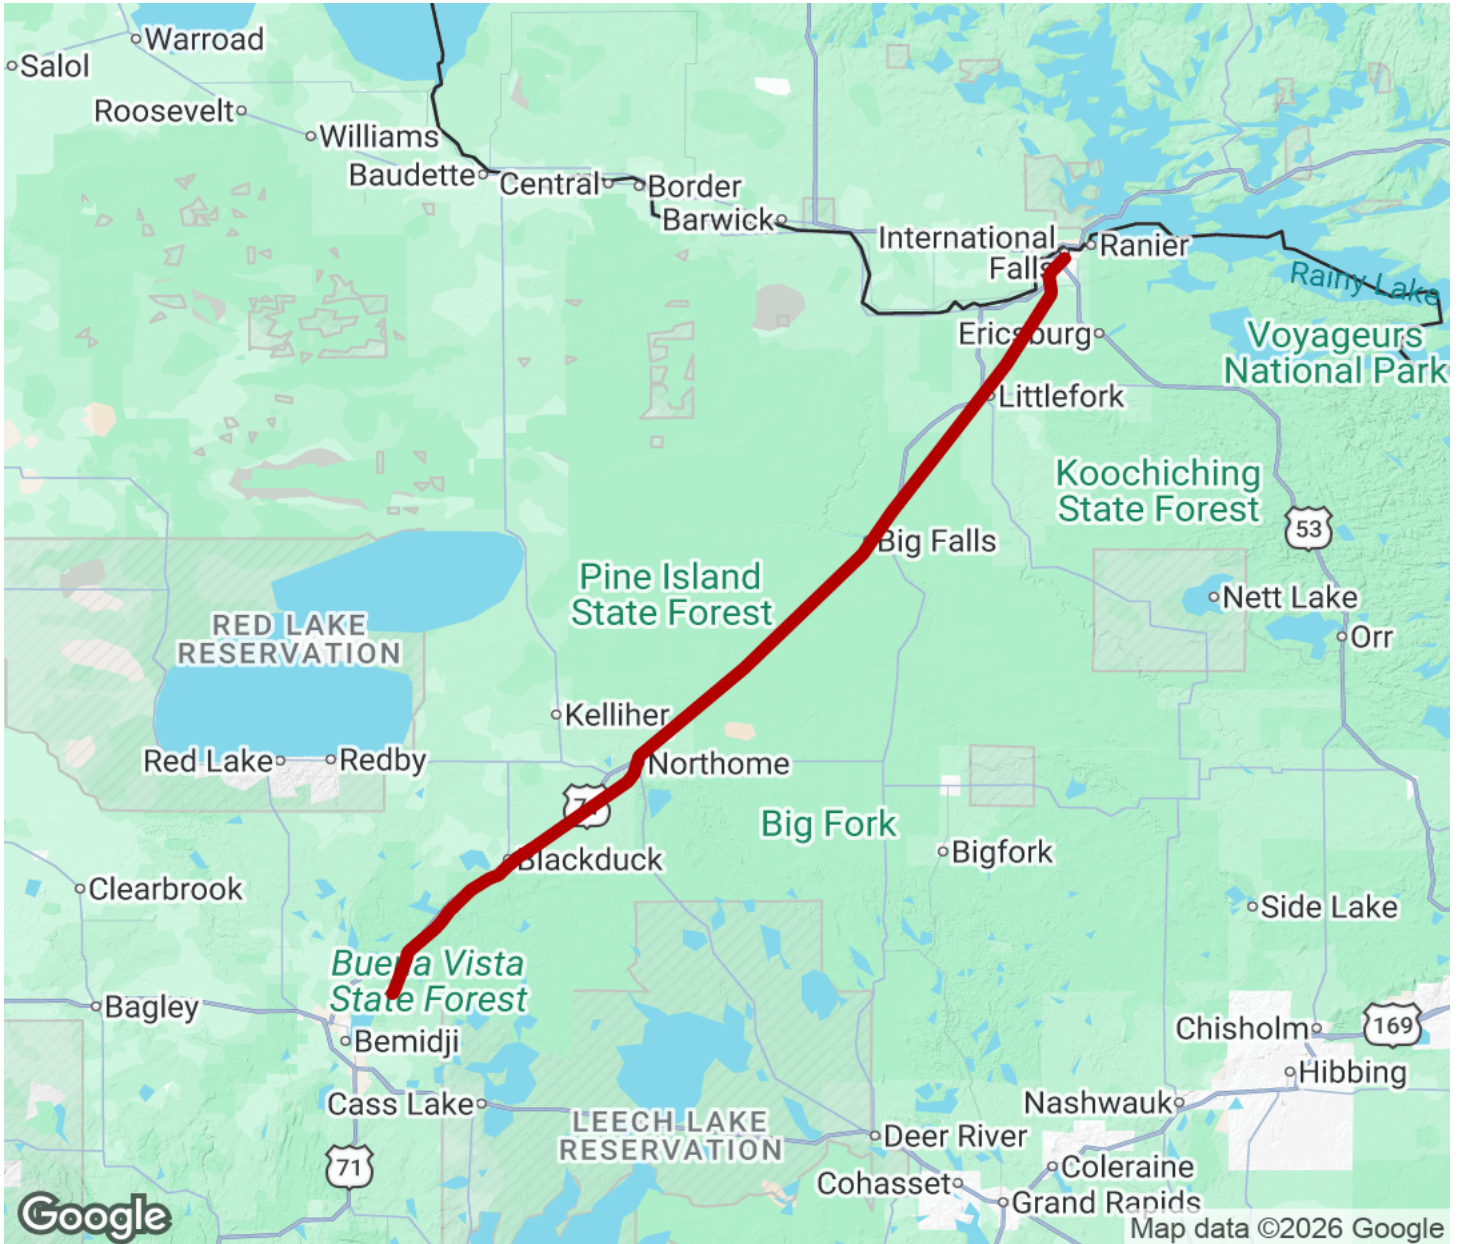 Warroad
Salol
Roosevelt
Williams
Baudette
Central
Border
Barwick
International
Falls
Ranier
Rainy Lake
Ericsburg
Voyageurs
National Park
Littlefork
Koochiching
State Forest
53
Big Falls
Pine Island
State Forest
Nett Lake
RED LAKE
RESERVATION
Orr
Kelliher
Red Lake
Redby
Northome
71
Big Fork
Blackduck
Bigfork
Clearbrook
Side Lake
Buena Vista
State Forest
Bagley
Bemidji
Chisholm
169
Hibbing
Cass Lake
Nashwauk
LEECH LAKE
RESERVATION
Deer River
71
Coleraine
Cohasset
Grand Rapids
Google
Map data ©2026 Google